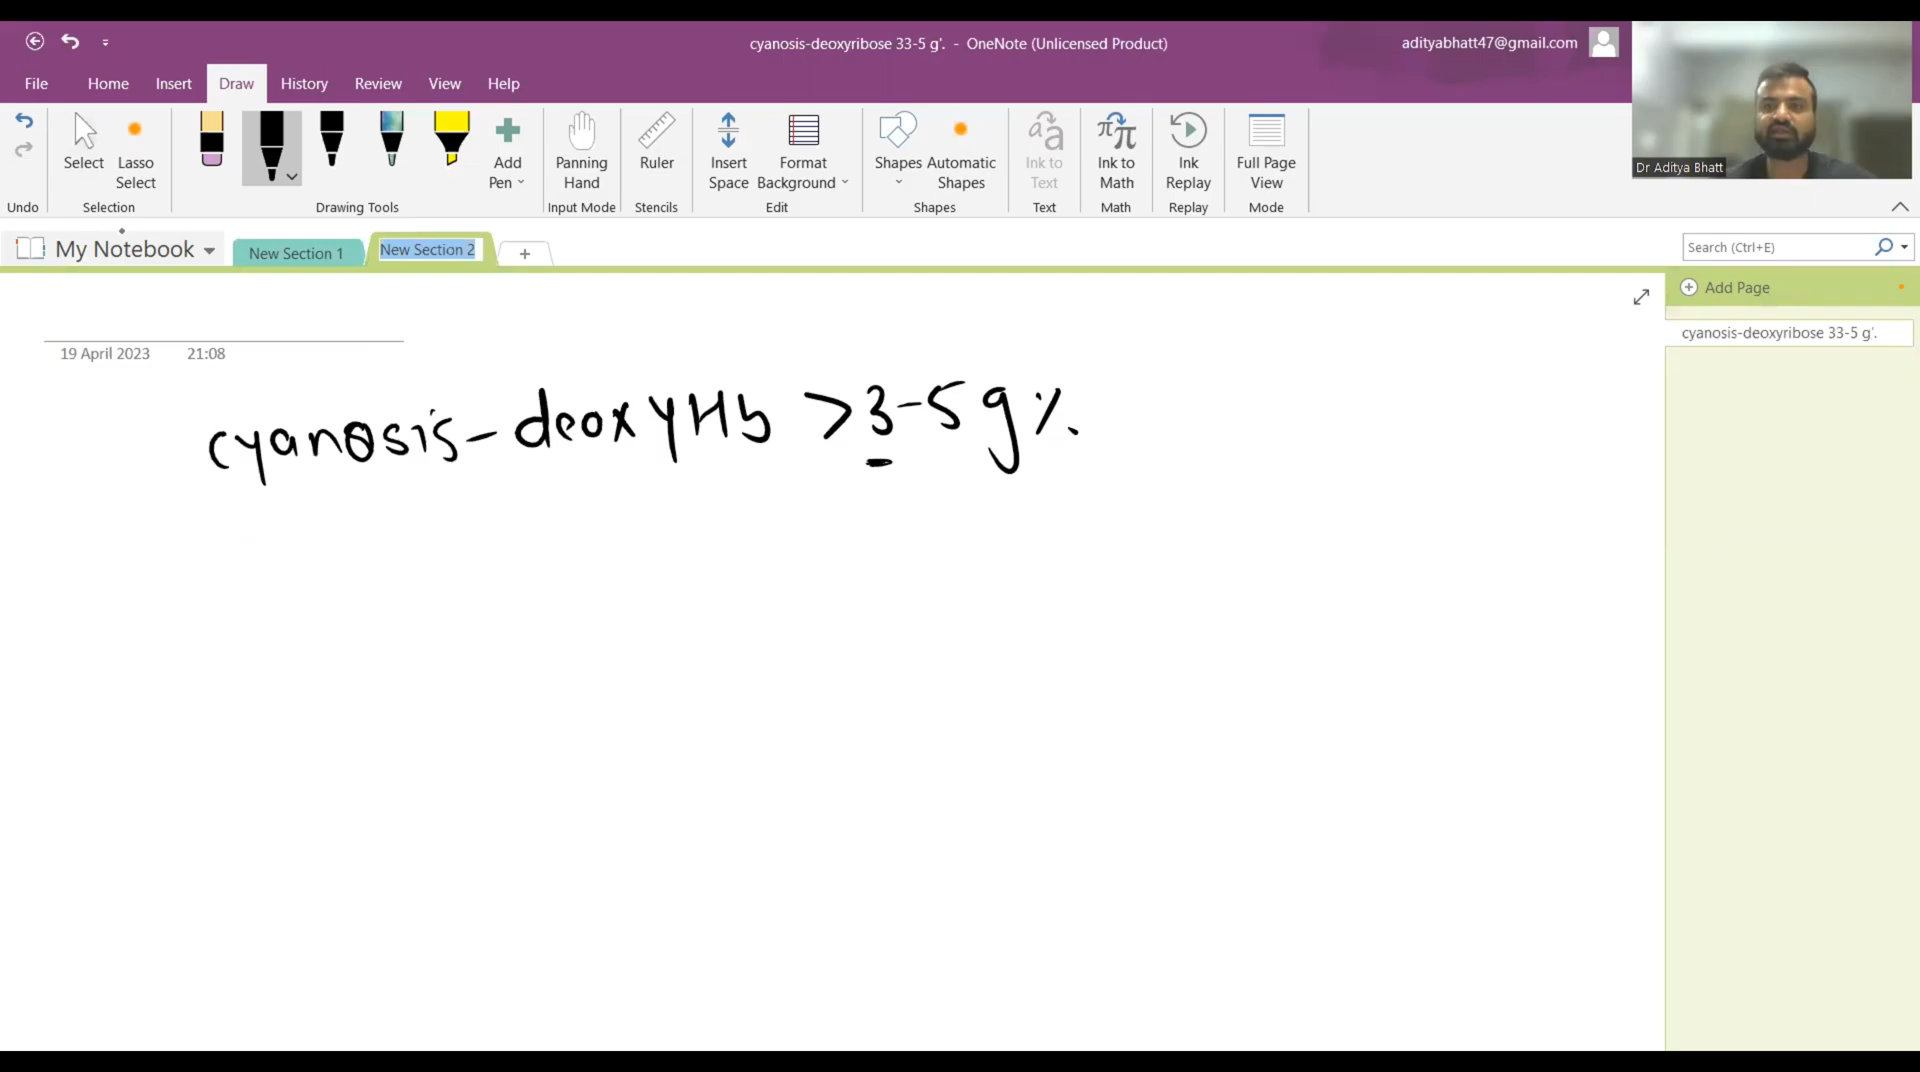 cyanosis-deoxyribose 33-5 g'. - OneNote (Unlicensed Product)
adityabhatt47@gmail.com
File Home Insert Draw History Review View Help
Dr Aditya Bhatt
Select
Lasso Select
Add Pen
Panning Hand
Ruler
Insert Space
Format Background
Shapes
Automatic Shapes
Ink to Text
Ink to Math
Ink Replay
Full Page View
Undo Selection Drawing Tools Input Mode Stencils Edit Shapes Text Math Replay Mode
My Notebook New Section 1 New Section 2 +
Search (Ctrl+E)
Add Page
cyanosis-deoxyribose 33-5 g'.
19 April 2023 21:08
cyanosis - deoxyHb >3-5g%.